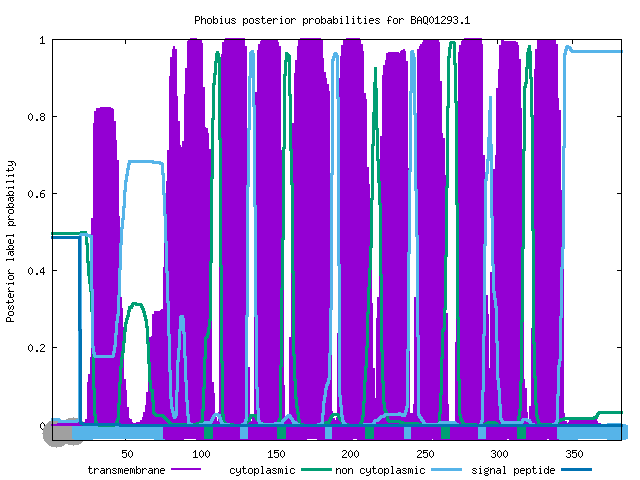 Phobius posterior probabilities for BAQ01293.1
1
0.8
0.6
0.4
0.2
0
Posterior label probability
50 100 150 200 250 300 350
transmembrane cytoplasmic non cytoplasmic signal peptide